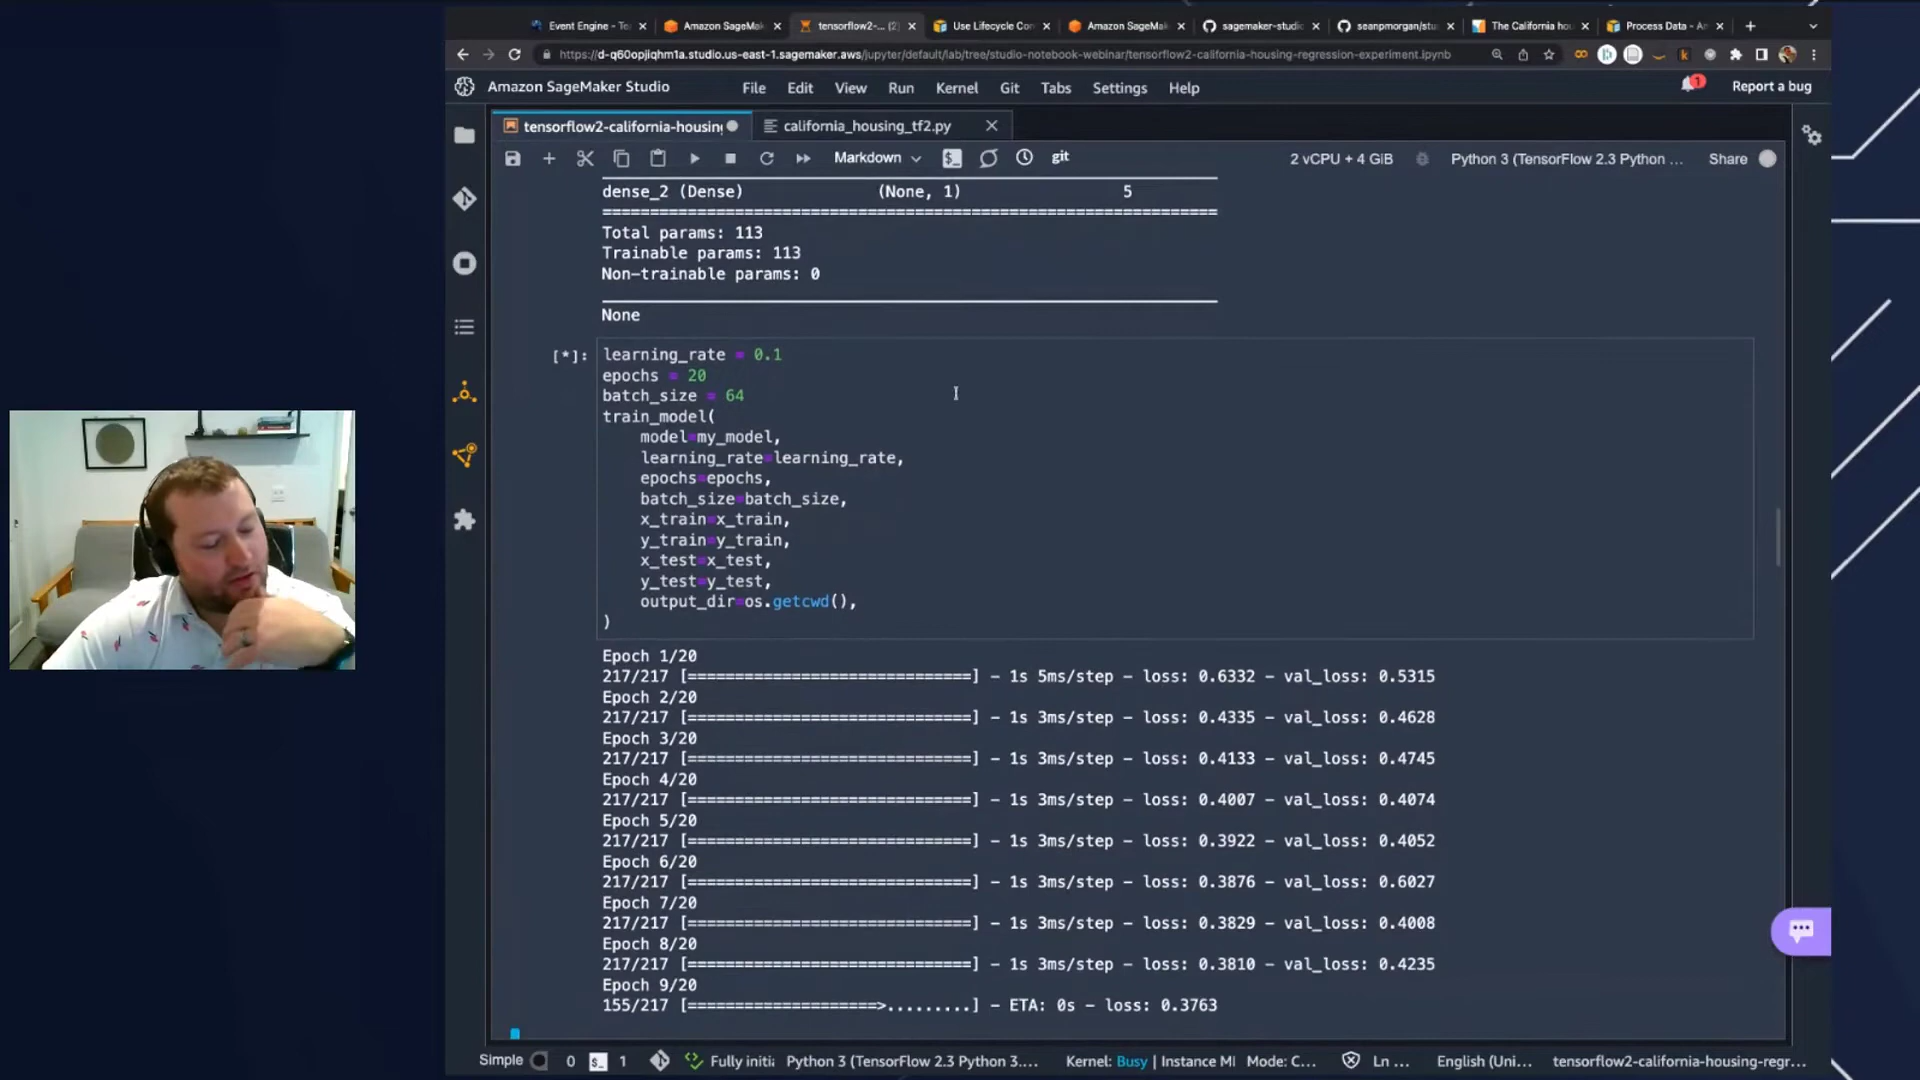 Event Engine - Te
Amazon SageMa
tensorflow2-... (2)
Use Lifecycle Con
Amazon SageMa
sagemaker-studio
seanpmorgan/stu
The California ho
Process Data - A
https://d-q60opjiqhm1a.studio.us-east-1.sagemaker.aws/jupyter/default/lab/tree/studio-notebook-webinar/tensorflow2-california-housing-regression-experiment.ipynb
Amazon SageMaker Studio
File Edit View Run Kernel Git Tabs Settings Help
1
Report a bug
tensorflow2-california-housing
california_housing_tf2.py
Markdown
git
2 vCPU + 4 GiB
Python 3 (TensorFlow 2.3 Python ...
Share
dense_2 (Dense) (None, 1) 5
=================================================================
Total params: 113
Trainable params: 113
Non-trainable params: 0
None
[*]:
learning_rate = 0.1
epochs = 20
batch_size = 64
train_model(
model=my_model,
learning_rate=learning_rate,
epochs=epochs,
batch_size=batch_size,
x_train=x_train,
y_train=y_train,
x_test=x_test,
y_test=y_test,
output_dir=os.getcwd(),
)
Epoch 1/20
217/217 [==============================] - 1s 5ms/step - loss: 0.6332 - val_loss: 0.5315
Epoch 2/20
217/217 [==============================] - 1s 3ms/step - loss: 0.4335 - val_loss: 0.4628
Epoch 3/20
217/217 [==============================] - 1s 3ms/step - loss: 0.4133 - val_loss: 0.4745
Epoch 4/20
217/217 [==============================] - 1s 3ms/step - loss: 0.4007 - val_loss: 0.4074
Epoch 5/20
217/217 [==============================] - 1s 3ms/step - loss: 0.3922 - val_loss: 0.4052
Epoch 6/20
217/217 [==============================] - 1s 3ms/step - loss: 0.3876 - val_loss: 0.6027
Epoch 7/20
217/217 [==============================] - 1s 3ms/step - loss: 0.3829 - val_loss: 0.4008
Epoch 8/20
217/217 [==============================] - 1s 3ms/step - loss: 0.3810 - val_loss: 0.4235
Epoch 9/20
155/217 [====================>.........] - ETA: 0s - loss: 0.3763
Simple
0
1
Fully initi
Python 3 (TensorFlow 2.3 Python 3....
Kernel: Busy | Instance MI
Mode: C...
Ln ...
English (Uni...
tensorflow2-california-housing-regr...